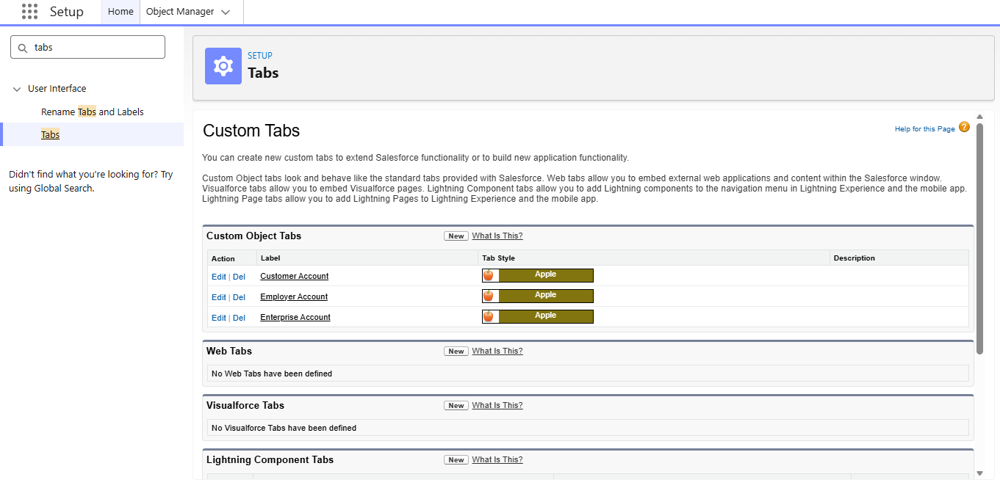 Setup
Home
Object Manager
tabs
User Interface
Rename Tabs and Labels
Tabs
Didn't find what you're looking for? Try
using Global Search.
SETUP
Tabs
Custom Tabs
Help for this Page ?
You can create new custom tabs to extend Salesforce functionality or to build new application functionality.
Custom Object tabs look and behave like the standard tabs provided with Salesforce. Web tabs allow you to embed external web applications and content within the Salesforce window.
Visualforce tabs allow you to embed Visualforce pages. Lightning Component tabs allow you to add Lightning components to the navigation menu in Lightning Experience and the mobile app.
Lightning Page tabs allow you to add Lightning Pages to Lightning Experience and the mobile app.
Custom Object Tabs New What Is This?
Action Label Tab Style Description
Edit | Del Customer Account Apple
Edit | Del Employer Account Apple
Edit | Del Enterprise Account Apple
Web Tabs New What Is This?
No Web Tabs have been defined
Visualforce Tabs New What Is This?
No Visualforce Tabs have been defined
Lightning Component Tabs New What Is This?